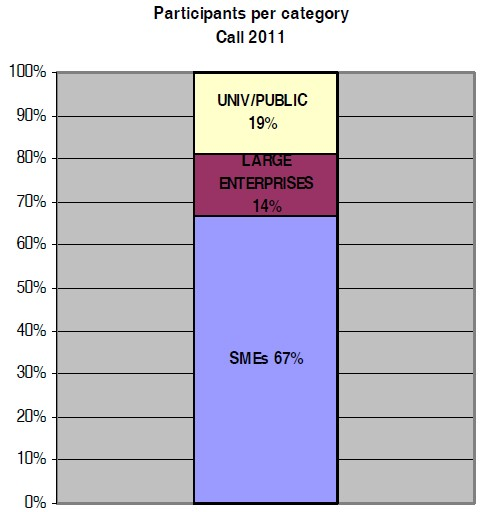 Participants per category
Call 2011
100%
90%
80%
70%
60%
50%
40%
30%
20%
10%
0%
UNIV/PUBLIC
19%
LARGE
ENTERPRISES
14%
SMEs 67%